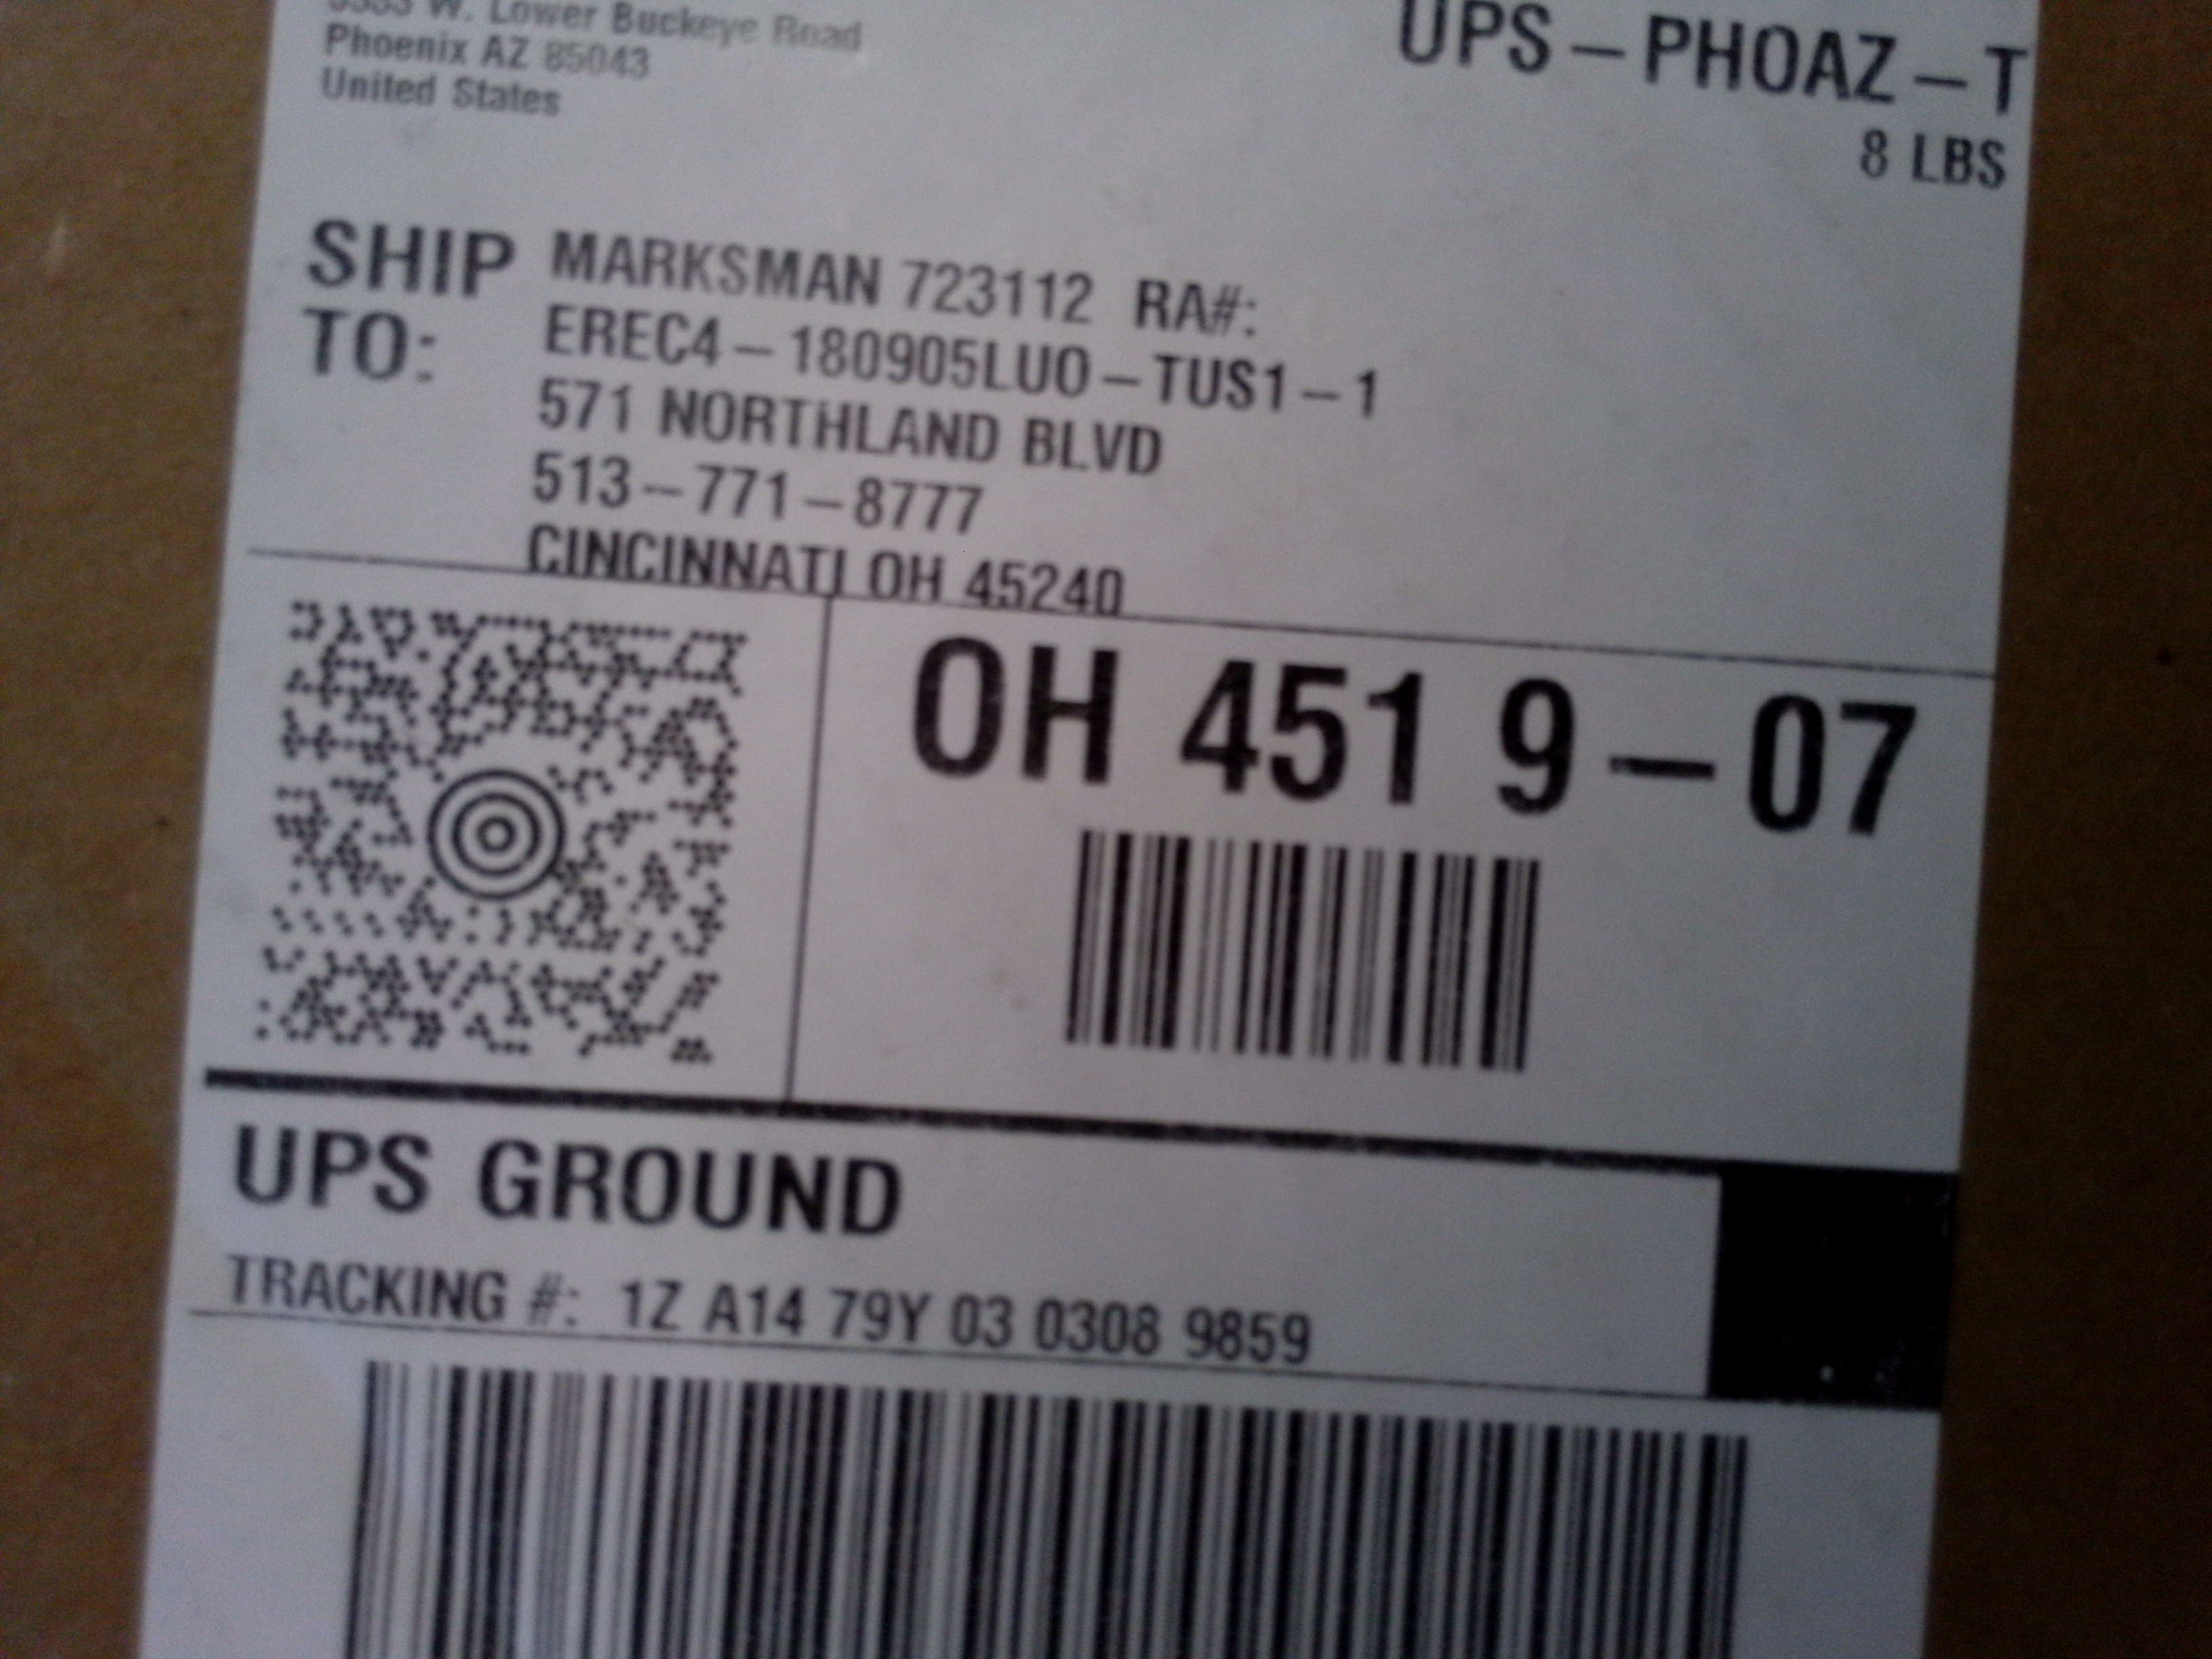 W. Lower Buckeye Road
Phoenix AZ 85043
United States
UPS - PHOAZ - T
8 LBS
SHIP TO:
MARKSMAN 723112 RA#:
EREC4 - 180905LUO - TUS1 - 1
571 NORTHLAND BLVD
513 - 771 - 8777
CINCINNATI OH 45240
OH 451 9 - 07
UPS GROUND
TRACKING #: 1Z A14 79Y 03 0308 9859